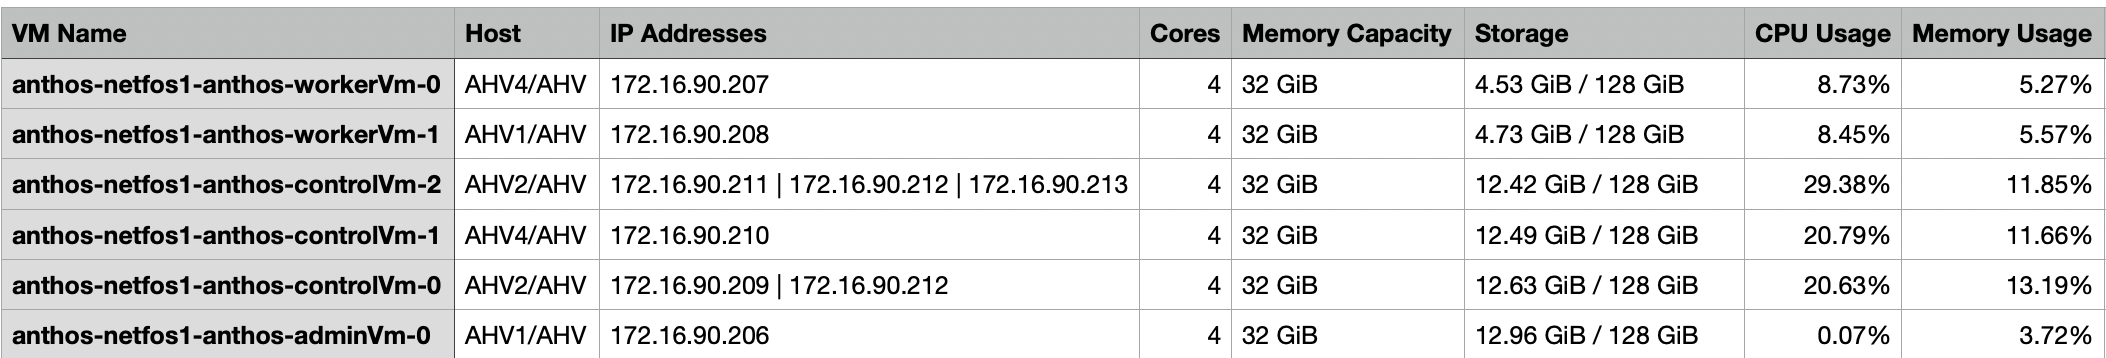 VM Name Host IP Addresses Cores Memory Capacity Storage CPU Usage Memory Usage
anthos-netfos1-anthos-workerVm-0 AHV4/AHV 172.16.90.207 4 32 GiB 4.53 GiB / 128 GiB 8.73% 5.27%
anthos-netfos1-anthos-workerVm-1 AHV1/AHV 172.16.90.208 4 32 GiB 4.73 GiB / 128 GiB 8.45% 5.57%
anthos-netfos1-anthos-controlVm-2 AHV2/AHV 172.16.90.211 | 172.16.90.212 | 172.16.90.213 4 32 GiB 12.42 GiB / 128 GiB 29.38% 11.85%
anthos-netfos1-anthos-controlVm-1 AHV4/AHV 172.16.90.210 4 32 GiB 12.49 GiB / 128 GiB 20.79% 11.66%
anthos-netfos1-anthos-controlVm-0 AHV2/AHV 172.16.90.209 | 172.16.90.212 4 32 GiB 12.63 GiB / 128 GiB 20.63% 13.19%
anthos-netfos1-anthos-adminVm-0 AHV1/AHV 172.16.90.206 4 32 GiB 12.96 GiB / 128 GiB 0.07% 3.72%